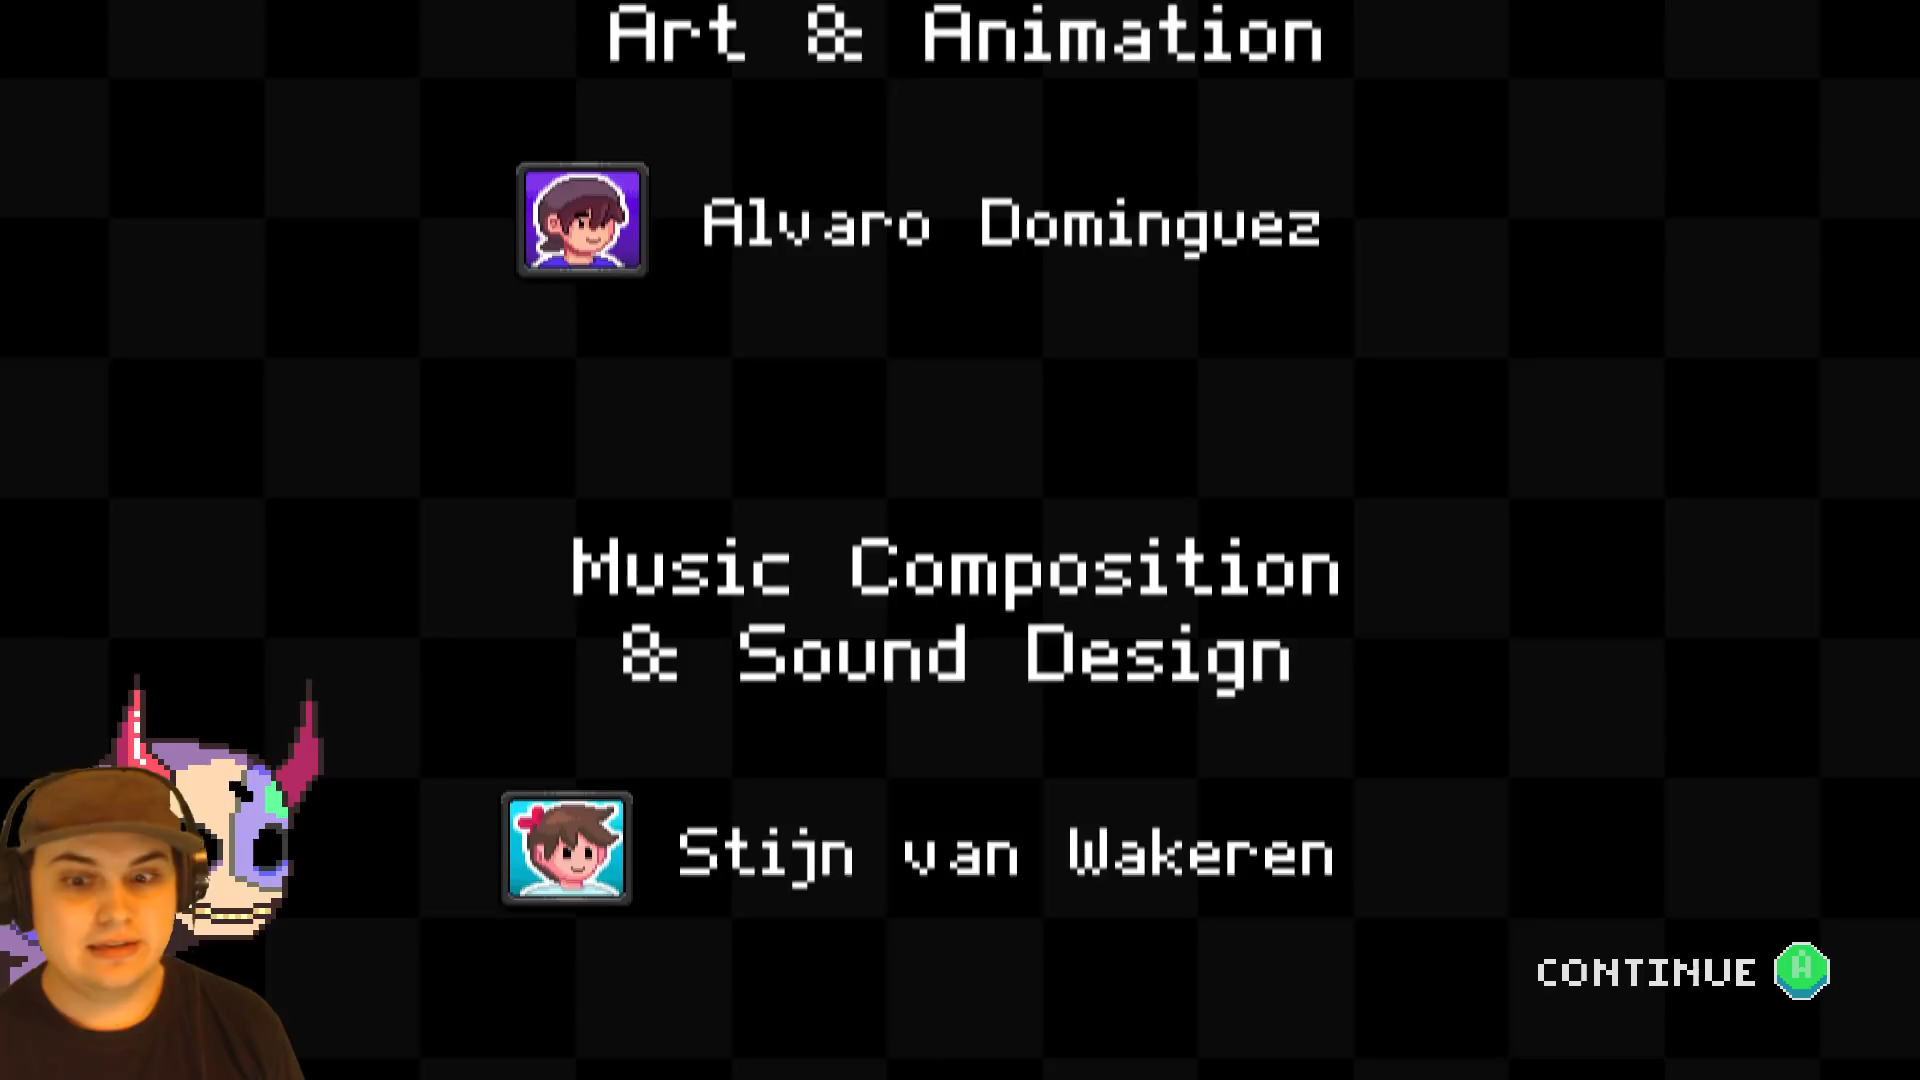 Art & Animation
Alvaro Dominguez
Music Composition
& Sound Design
Stijn van Wakeren
CONTINUE A